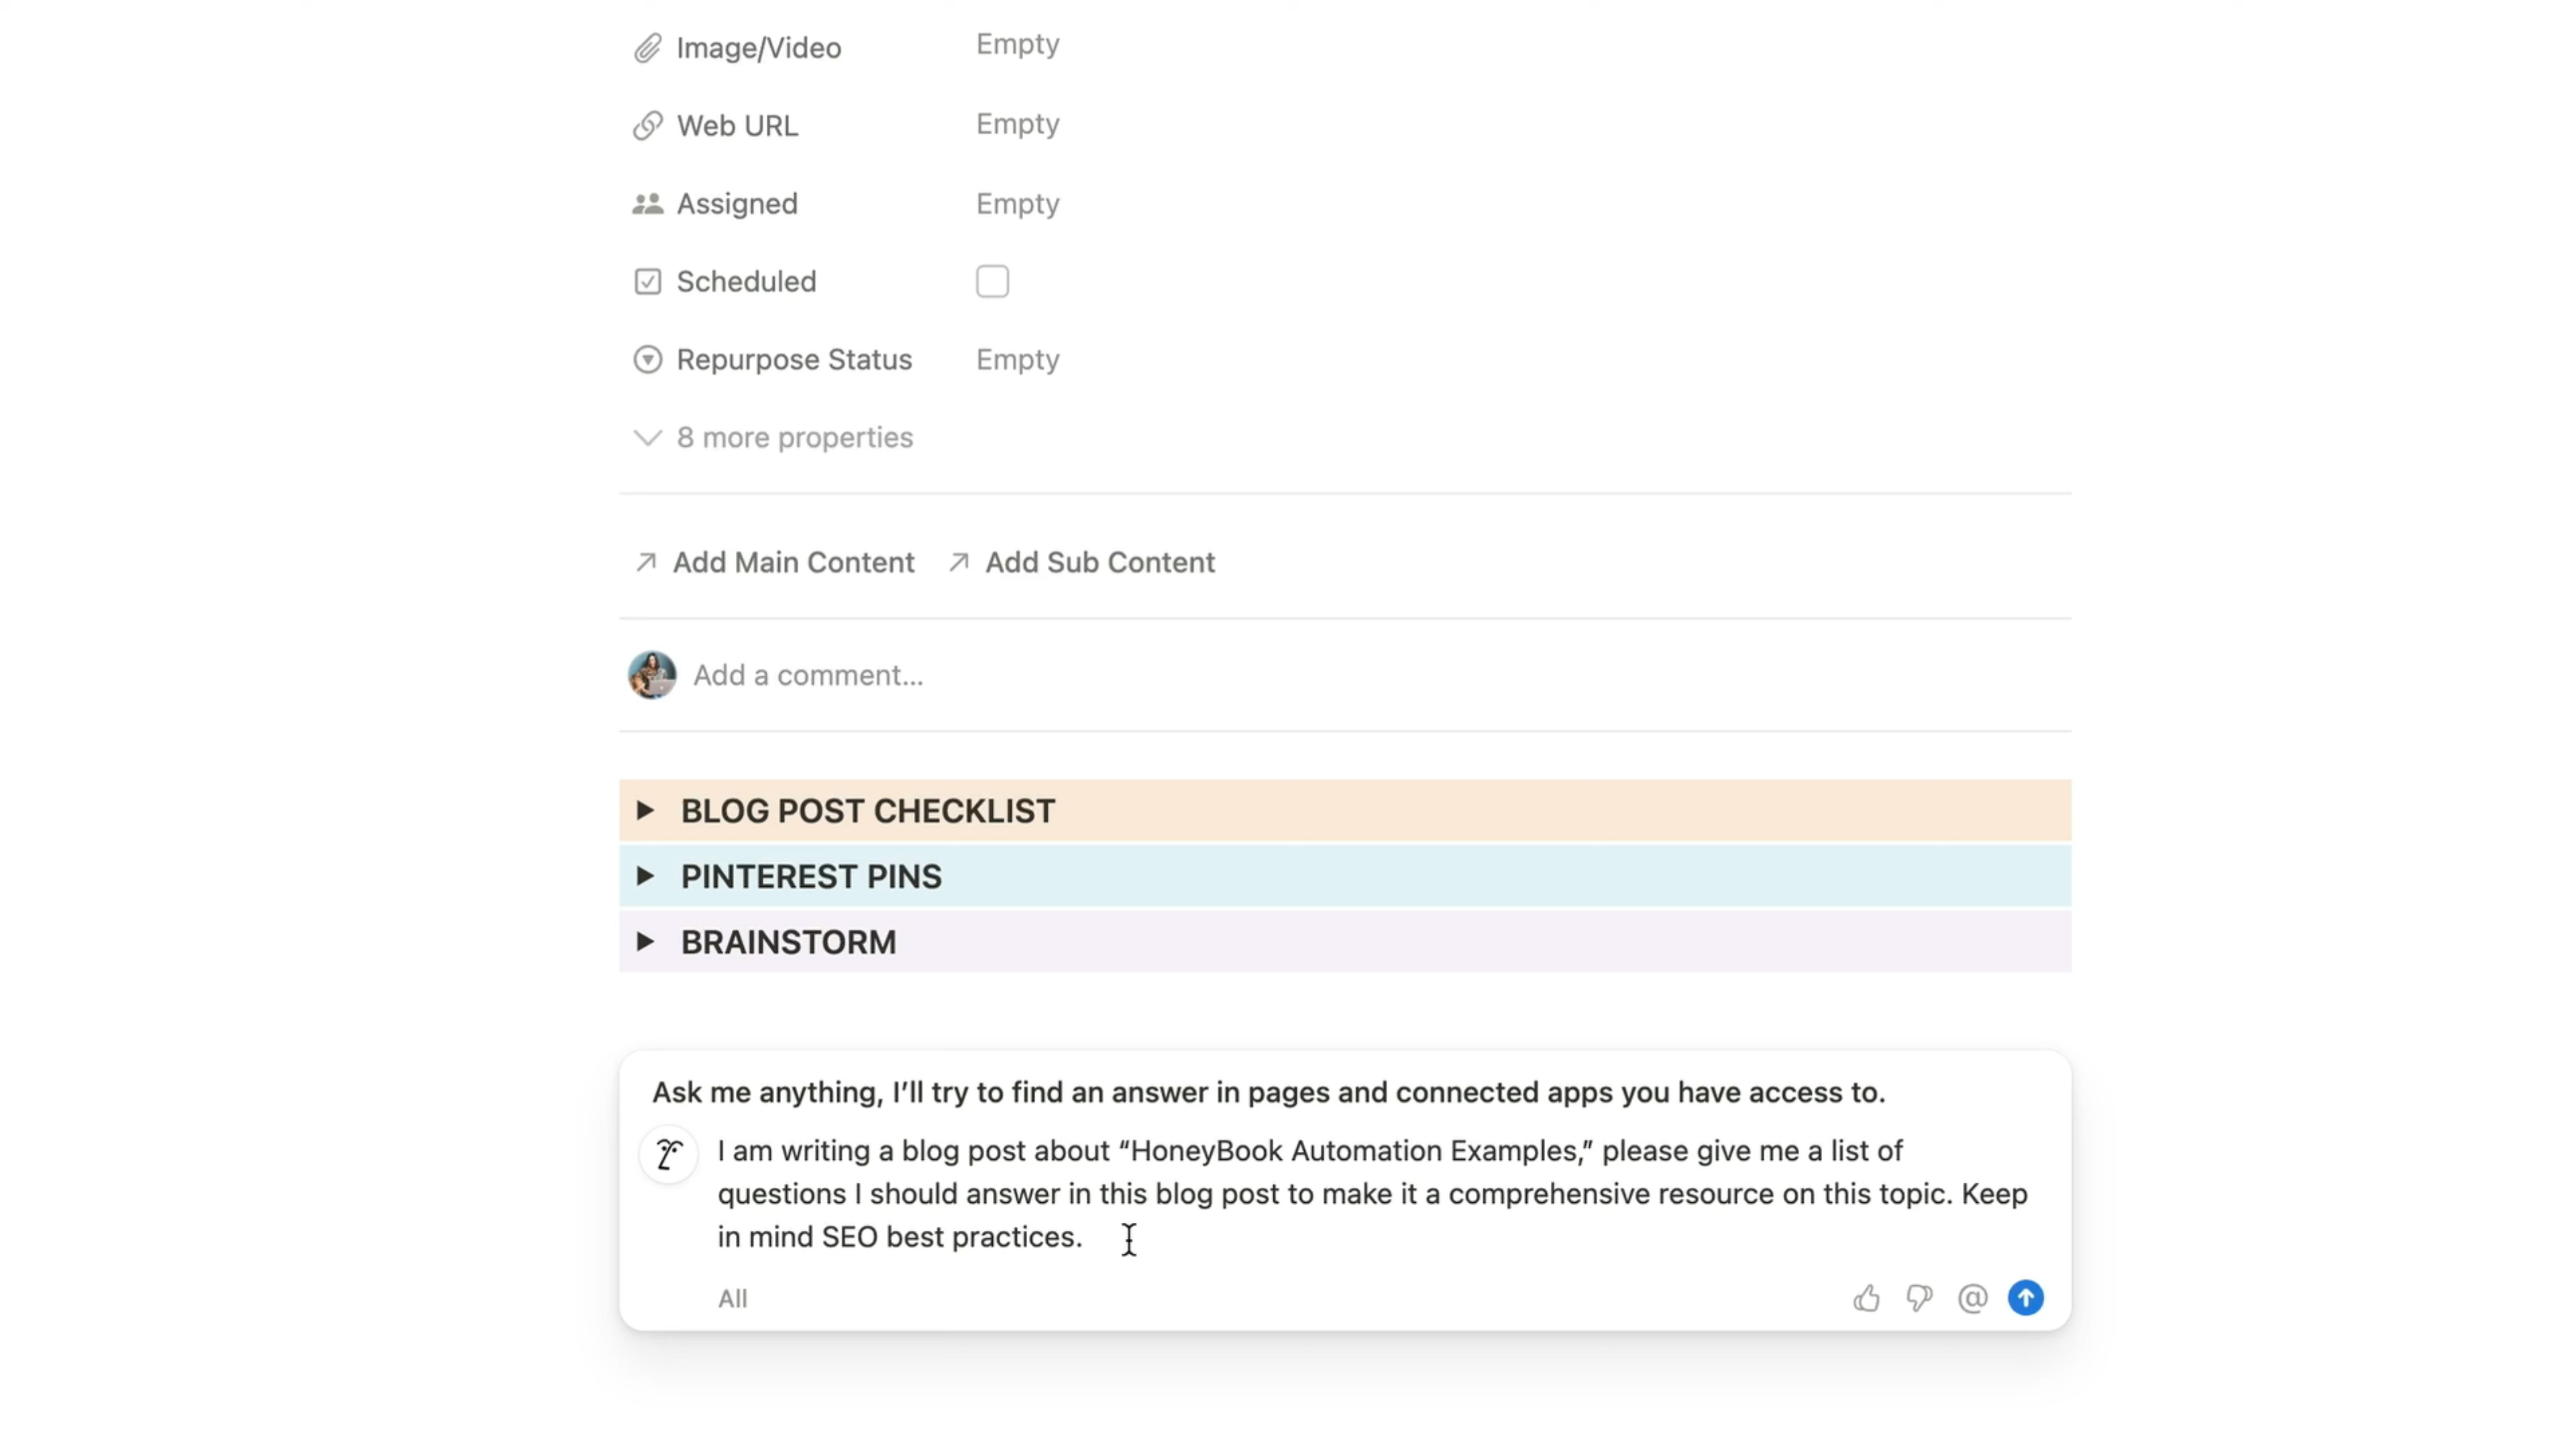 Image/Video Empty
Web URL Empty
Assigned Empty
Scheduled
Repurpose Status Empty
8 more properties
Add Main Content Add Sub Content
Add a comment...
BLOG POST CHECKLIST
PINTEREST PINS
BRAINSTORM
Ask me anything, I’ll try to find an answer in pages and connected apps you have access to.
I am writing a blog post about “HoneyBook Automation Examples,” please give me a list of
questions I should answer in this blog post to make it a comprehensive resource on this topic. Keep
in mind SEO best practices.
All